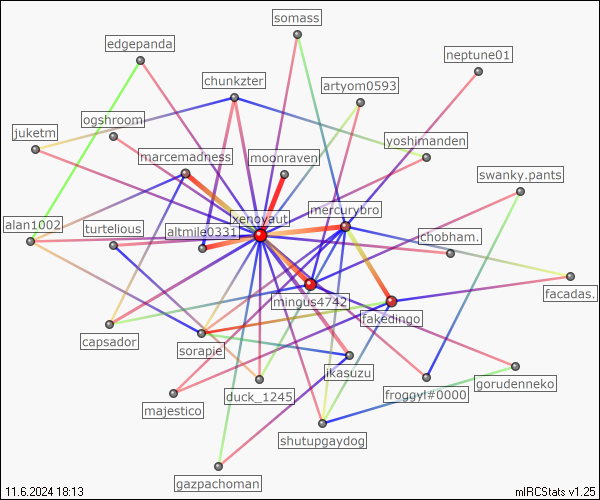 somass
edgepanda
neptune01
chunkzter
artyom0593
ogshroom
juketm
yoshimanden
marcemadness
moonraven
swanky.pants
mercurybro
xenoyaut
alan1002
turtelious
altmile0331
chobham.
mingus4742
facadas.
fakedingo
capsador
sorapie
ikasuzu
gorudenneko
duck_1245
froggy!#0000
majestico
shutupgaydog
gazpachoman
11.6.2024 18:13
mIRCStats v1.25